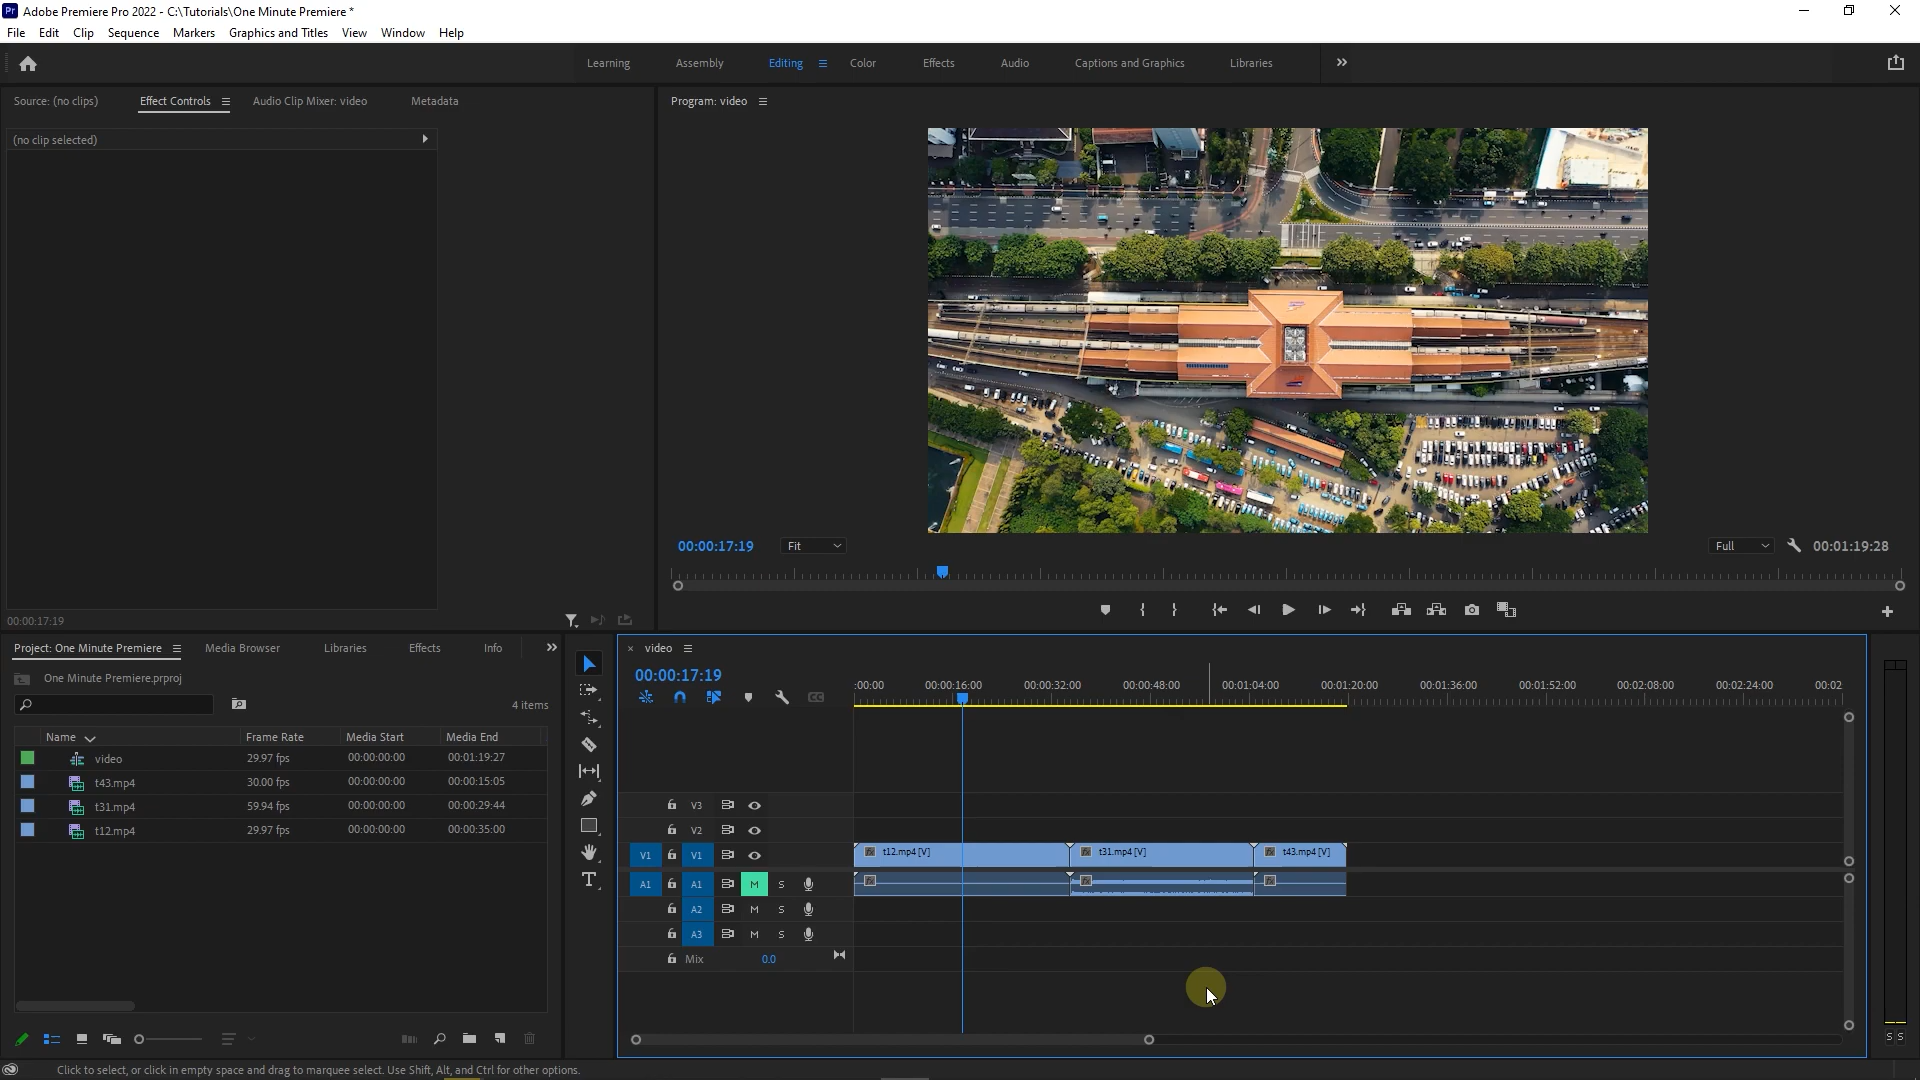 Pr Adobe Premiere Pro 2022 - C:\Tutorials\One Minute Premiere *
File Edit Clip Sequence Markers Graphics and Titles View Window Help
Learning Assembly Editing Color Effects Audio Captions and Graphics Libraries
Source: (no clips) Effect Controls Audio Clip Mixer: video Metadata
Program: video
(no clip selected)
00:00:17:19 Fit Full 00:01:19:28
00:00:17:19
Project: One Minute Premiere Media Browser Libraries Effects Info
One Minute Premiere.prproj
4 items
Name Frame Rate Media Start Media End
video 29.97 fps 00:00:00:00 00:01:19:27
t43.mp4 30.00 fps 00:00:00:00 00:00:15:05
t31.mp4 59.94 fps 00:00:00:00 00:00:29:44
t12.mp4 29.97 fps 00:00:00:00 00:00:35:00
video
00:00:17:19
:00:00 00:00:16:00 00:00:32:00 00:00:48:00 00:01:04:00 00:01:20:00 00:01:36:00 00:01:52:00 00:02:08:00 00:02:24:00 00:02
V3
V2
V1 V1 fx t12.mp4 [V] fx t31.mp4 [V] fx t43.mp4 [V]
A1 A1 M S
A2 M S
A3 M S
Mix 0.0
S S
Click to select, or click in empty space and drag to marquee select. Use Shift, Alt, and Ctrl for other options.